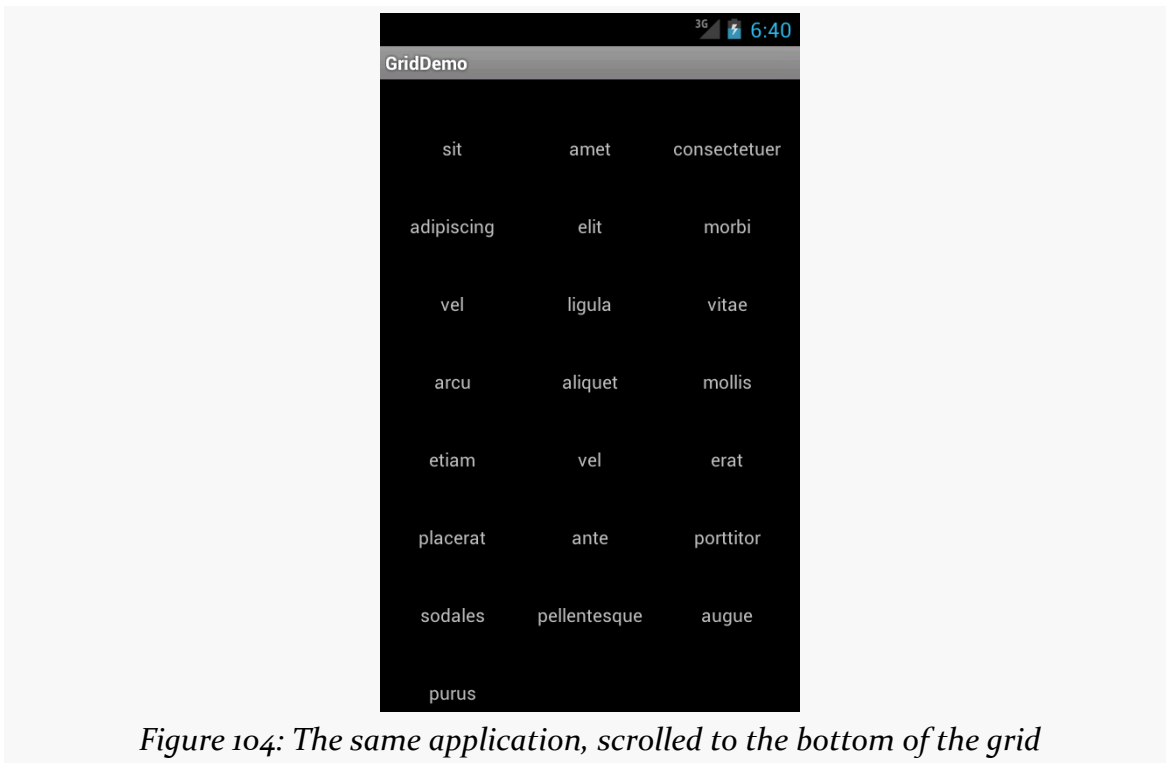 3G 6:40
GridDemo
sit amet consectetuer
adipiscing elit morbi
vel ligula vitae
arcu aliquet mollis
etiam vel erat
placerat ante porttitor
sodales pellentesque augue
purus
Figure 104: The same application, scrolled to the bottom of the grid